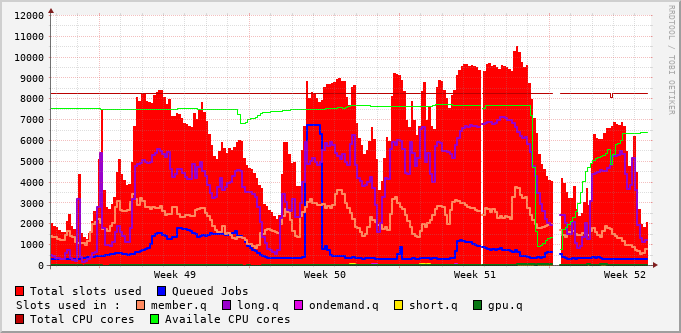 RRDTOOL / TOBI OETIKER
12000
11000
10000
9000
8000
7000
6000
5000
4000
3000
2000
1000
0
Week 49 Week 50 Week 51 Week 52
Total slots used Queued Jobs
Slots used in : member.q long.q ondemand.q short.q gpu.q
Total CPU cores Availale CPU cores